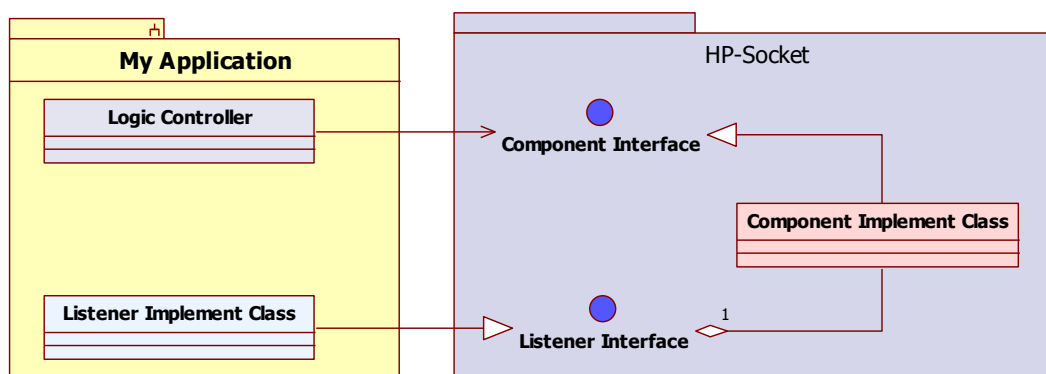 My Application
HP-Socket
Logic Controller
Component Interface
Component Implement Class
Listener Implement Class
1
Listener Interface